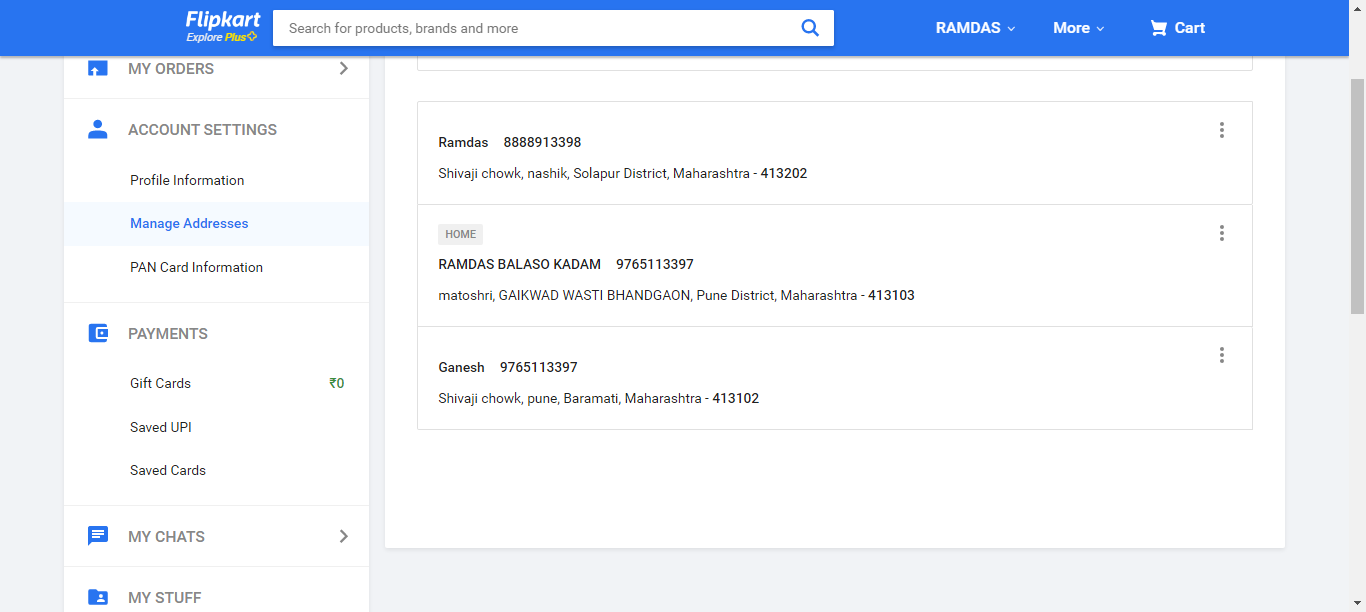 Flipkart
Explore Plus
Search for products, brands and more
RAMDAS
More
Cart
MY ORDERS
ACCOUNT SETTINGS
Profile Information
Manage Addresses
PAN Card Information
PAYMENTS
Gift Cards ₹0
Saved UPI
Saved Cards
MY CHATS
MY STUFF
Ramdas 8888913398
Shivaji chowk, nashik, Solapur District, Maharashtra - 413202
HOME
RAMDAS BALASO KADAM 9765113397
matoshri, GAIKWAD WASTI BHANDGAON, Pune District, Maharashtra - 413103
Ganesh 9765113397
Shivaji chowk, pune, Baramati, Maharashtra - 413102